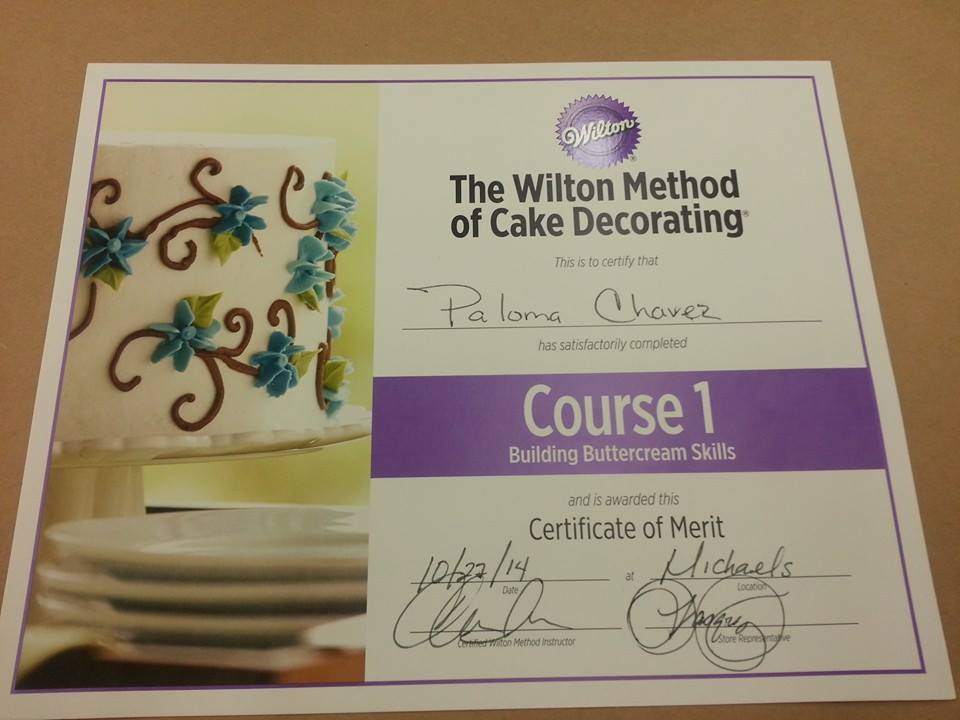 Wilton®
The Wilton Method
of Cake Decorating®
This is to certify that
Paloma Chavez
has satisfactorily completed
Course 1
Building Buttercream Skills
and is awarded this
Certificate of Merit
10/27/14 at Michaels
Date Location
Certified Wilton Method Instructor Store Representative